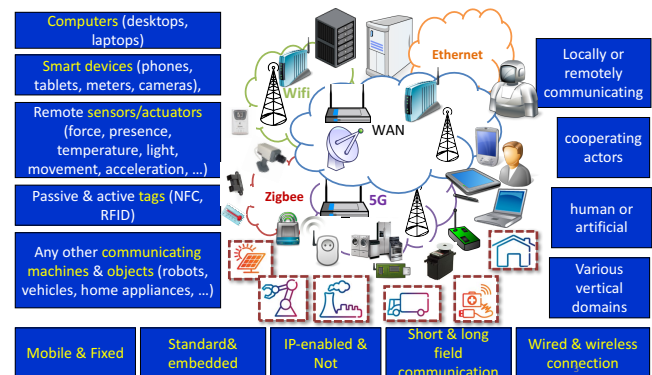 Computers (desktops,
laptops)
Smart devices (phones,
tablets, meters, cameras),
Remote sensors/actuators
(force, presence,
temperature, light,
movement, acceleration, …)
Passive & active tags (NFC,
RFID)
Any other communicating
machines & objects (robots,
vehicles, home appliances, …)
Ethernet
Wifi
WAN
Zigbee
5G
Locally or
remotely
communicating
cooperating
actors
human or
artificial
Various
vertical
domains
Mobile & Fixed
Standard&
embedded
IP-enabled &
Not
Short & long
field
communication
Wired & wireless
connection